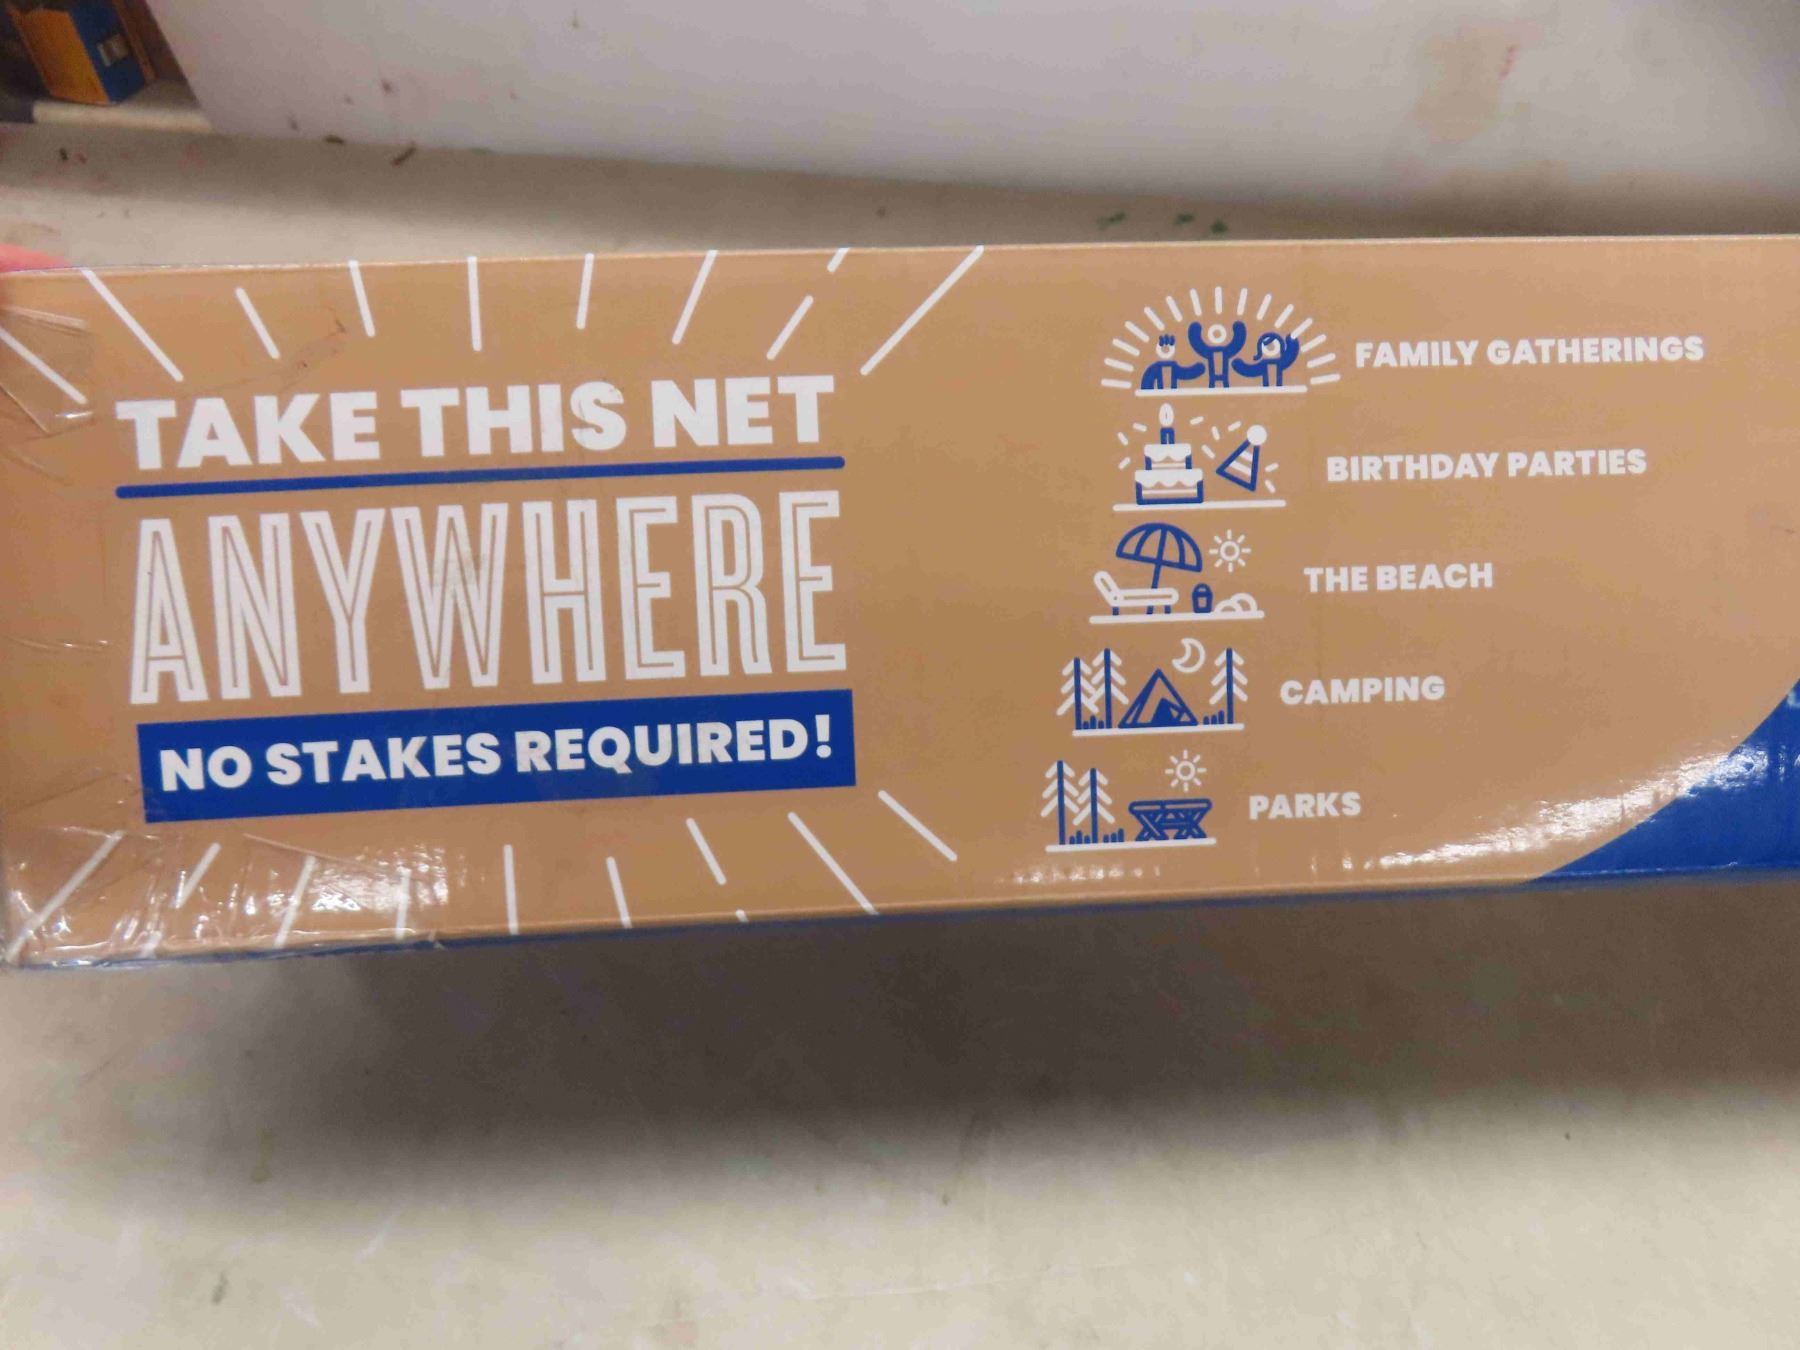 TAKE THIS NET
ANYWHERE
NO STAKES REQUIRED!
FAMILY GATHERINGS
BIRTHDAY PARTIES
THE BEACH
CAMPING
PARKS